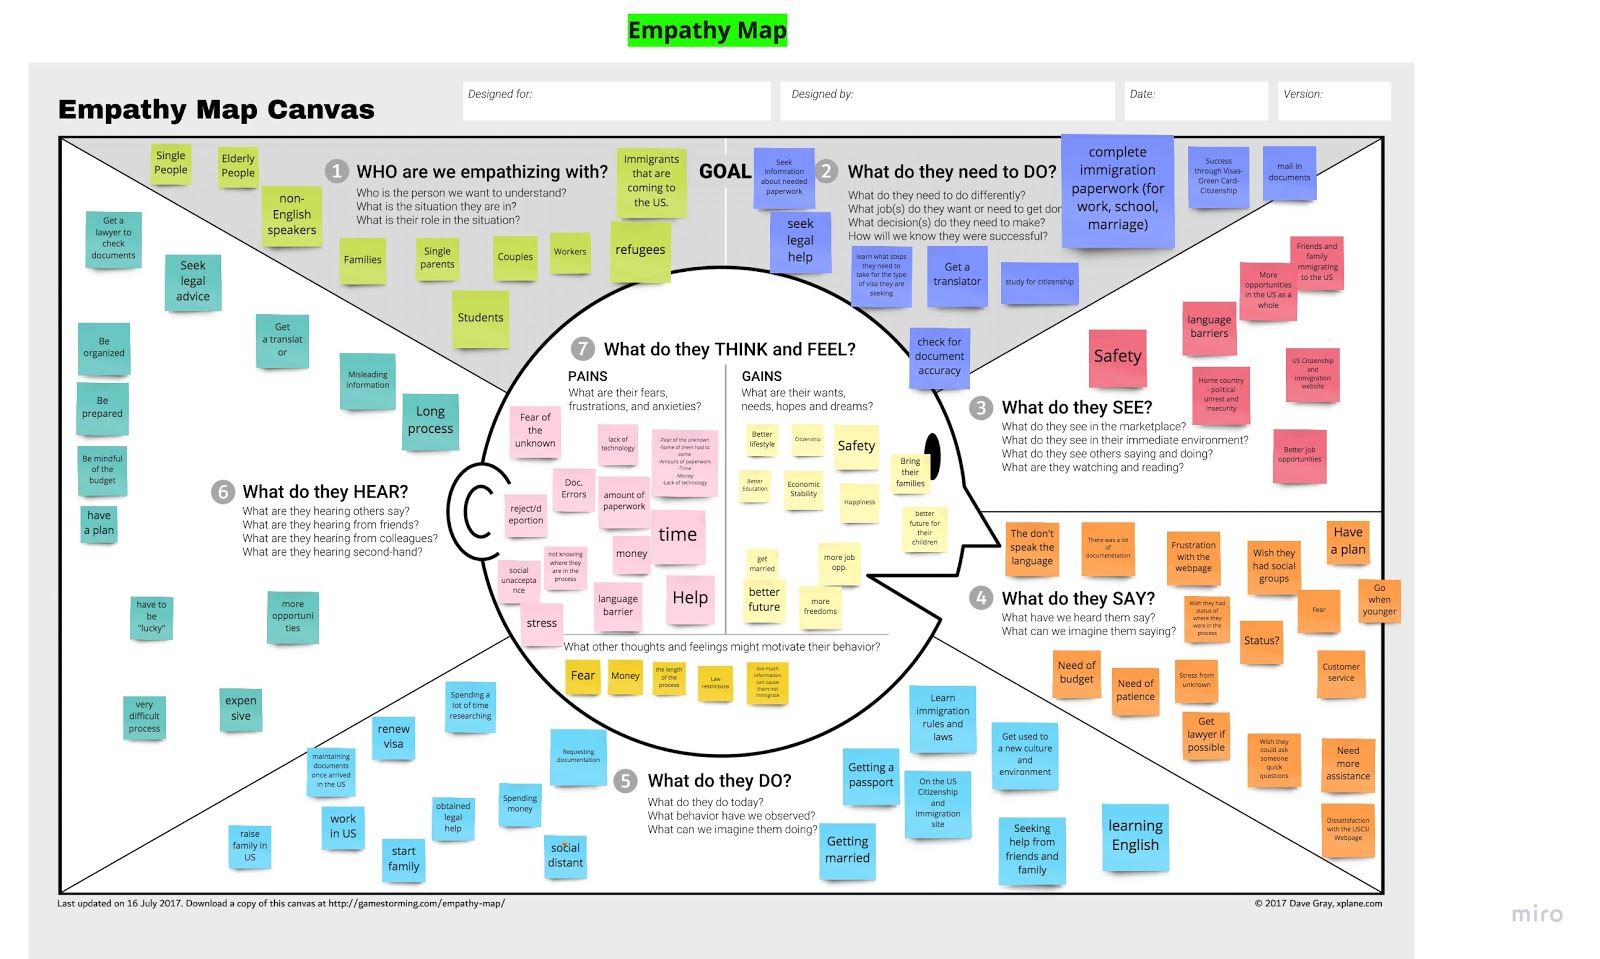 Empathy Map
Empathy Map Canvas
Designed for:
Designed by:
Date:
Version:
Single
People
Elderly
People
non-
English
speakers
1 WHO are we empathizing with?
Who is the person we want to understand?
What is the situation they are in?
What is their role in the situation?
Immigrants
that are
coming to
the US.
Families
Single
parents
Couples
Workers
refugees
Students
GOAL
Seek
infomration
about needed
paperwork
seek
legal
help
2 What do they need to DO?
What do they need to do differently?
What job(s) do they want or need to get dor
What decision(s) do they need to make?
How will we know they were successful?
complete
immigration
paperwork (for
work, school,
marriage)
Success
through Visas-
Green Card-
Citizenship
mail in
documents
learn what steps
they need to
take for the type
of visa they are
seeking
Get a
translator
study for citizenship
check for
document
accuracy
Friends and
family
mmigrating
to the US
More
opportunities
in the US as a
whole
language
barriers
Safety
US Citizenship
and
immigration
website
Home country
- political
unrest and
insecurity
Better job
opportunities
3 What do they SEE?
What do they see in the marketplace?
What do they see in their immediate environment?
What do they see others saying and doing?
What are they watching and reading?
The don't
speak the
language
There was a lot
of
documenetation
Frustration
with the
webpage
Wish they
had social
groups
Have
a plan
Go
when
younger
4 What do they SAY?
What have we heard them say?
What can we imagine them saying?
Wish they had
status of
where they
were in the
process
Fear
Status?
Need of
budget
Need of
patience
Stress from
unknown
Customer
service
Get
lawyer if
possible
Wish they
could ask
someone
quick
questions
Need
more
assistance
Dissatisfaction
with the USCSI
Webpage
5 What do they DO?
What do they do today?
What behavior have we observed?
What can we imagine them doing?
Spending a
lot of time
researching
renew
visa
maintaining
documents
once arrived
in the US
Requesting
documentation
Spending
money
obtained
legal
help
work
in US
raise
family in
US
start
family
social
distant
Learn
immigration
rules and
laws
Get used to
a new culture
and
environment
Getting a
passport
On the US
Citizenship
and
Immigration
site
Getting
married
Seeking
help from
friends and
family
learning
English
6 What do they HEAR?
What are they hearing others say?
What are they hearing from friends?
What are they hearing from colleagues?
What are they hearing second-hand?
Get a
lawyer to
check
documents
Seek
legal
advice
Be
organized
Get
a translat
or
Misleading
information
Be
prepared
Long
process
Be mindful
of the
budget
have
a plan
have to
be
"lucky"
more
opportuni
ties
very
difficult
process
expen
sive
7 What do they THINK and FEEL?
PAINS
What are their fears,
frustrations, and anxieties?
Fear of
the
unknown
lack of
technology
-Fear of the unknown
-Some of them had to
some
-Amount of paperwork
-Time
-Money
-Lack of technology
Doc.
Errors
amount of
paperwork
reject/d
eportion
time
money
not knowing
where they
are in the
process
social
unaccepta
nce
language
barrier
Help
stress
GAINS
What are their wants,
needs, hopes and dreams?
Better
lifestyle
Citizenship
Safety
Bring
their
families
Better
Education
Economic
Stability
Happiness
better
future for
their
children
get
married
more job
opp.
better
future
more
freedoms
What other thoughts and feelings might motivate their behavior?
Fear
Money
the length
of the
process
Law
restrictions
too much
information
can cause
them not
immigrate
Last updated on 16 July 2017. Download a copy of this canvas at http://gamestorming.com/empathy-map/
© 2017 Dave Gray, xplane.com
miro